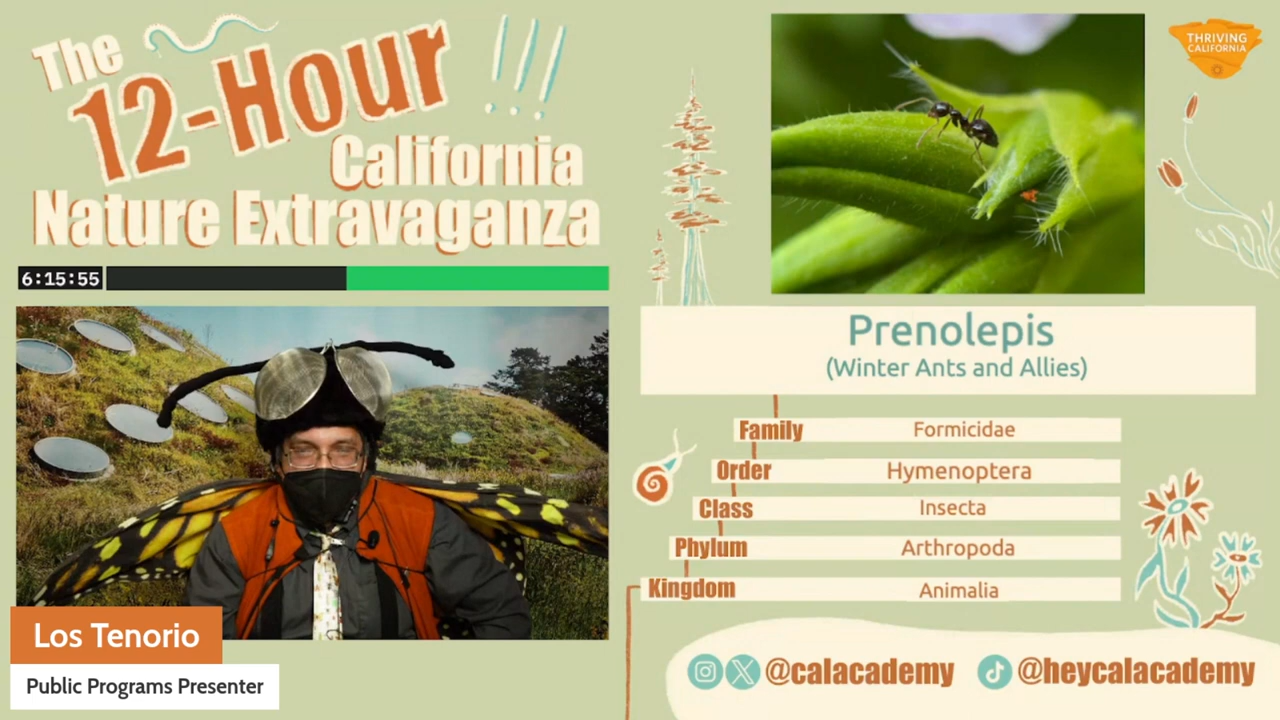 The
12-Hour
!!!
California
Nature Extravaganza
6:15:55
THRIVING
CALIFORNIA
Prenolepis
(Winter Ants and Allies)
Family Formicidae
Order Hymenoptera
Class Insecta
Phylum Arthropoda
Kingdom Animalia
Los Tenorio
Public Programs Presenter
@calacademy @heycalacademy